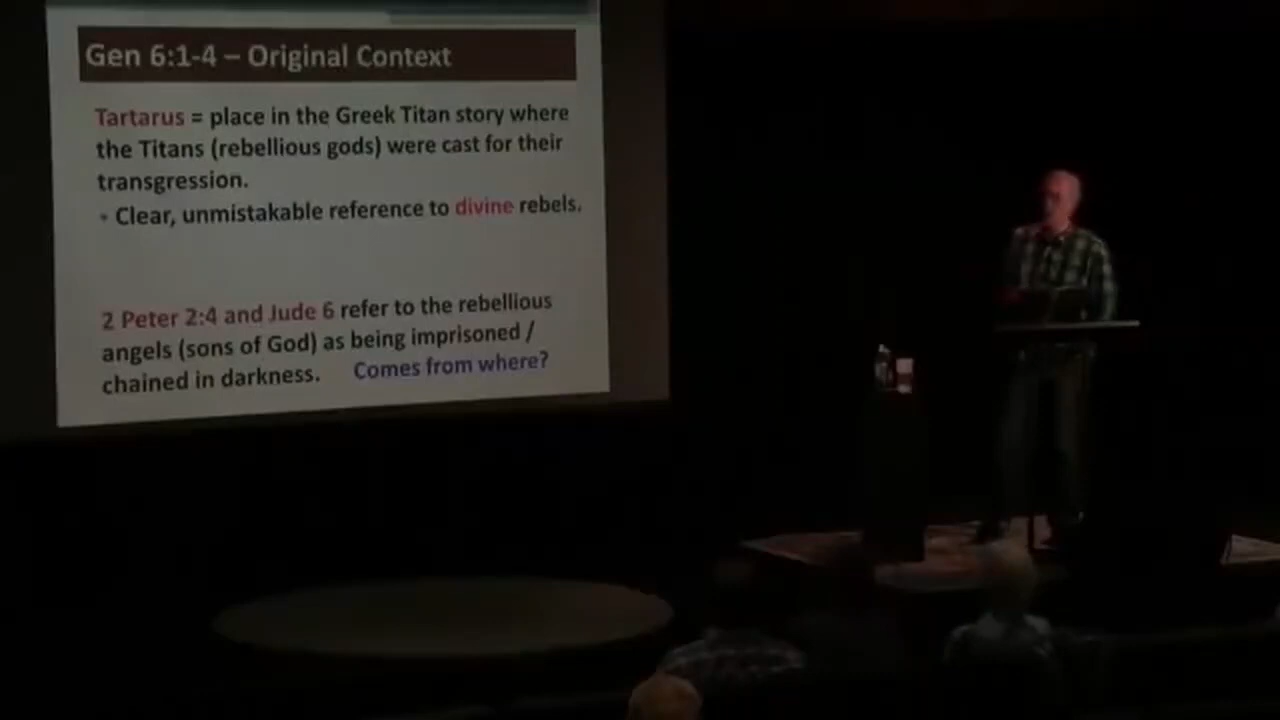 Gen 6:1-4 – Original Context
Tartarus = place in the Greek Titan story where
the Titans (rebellious gods) were cast for their
transgression.
• Clear, unmistakable reference to divine rebels.
2 Peter 2:4 and Jude 6 refer to the rebellious
angels (sons of God) as being imprisoned /
chained in darkness. Comes from where?